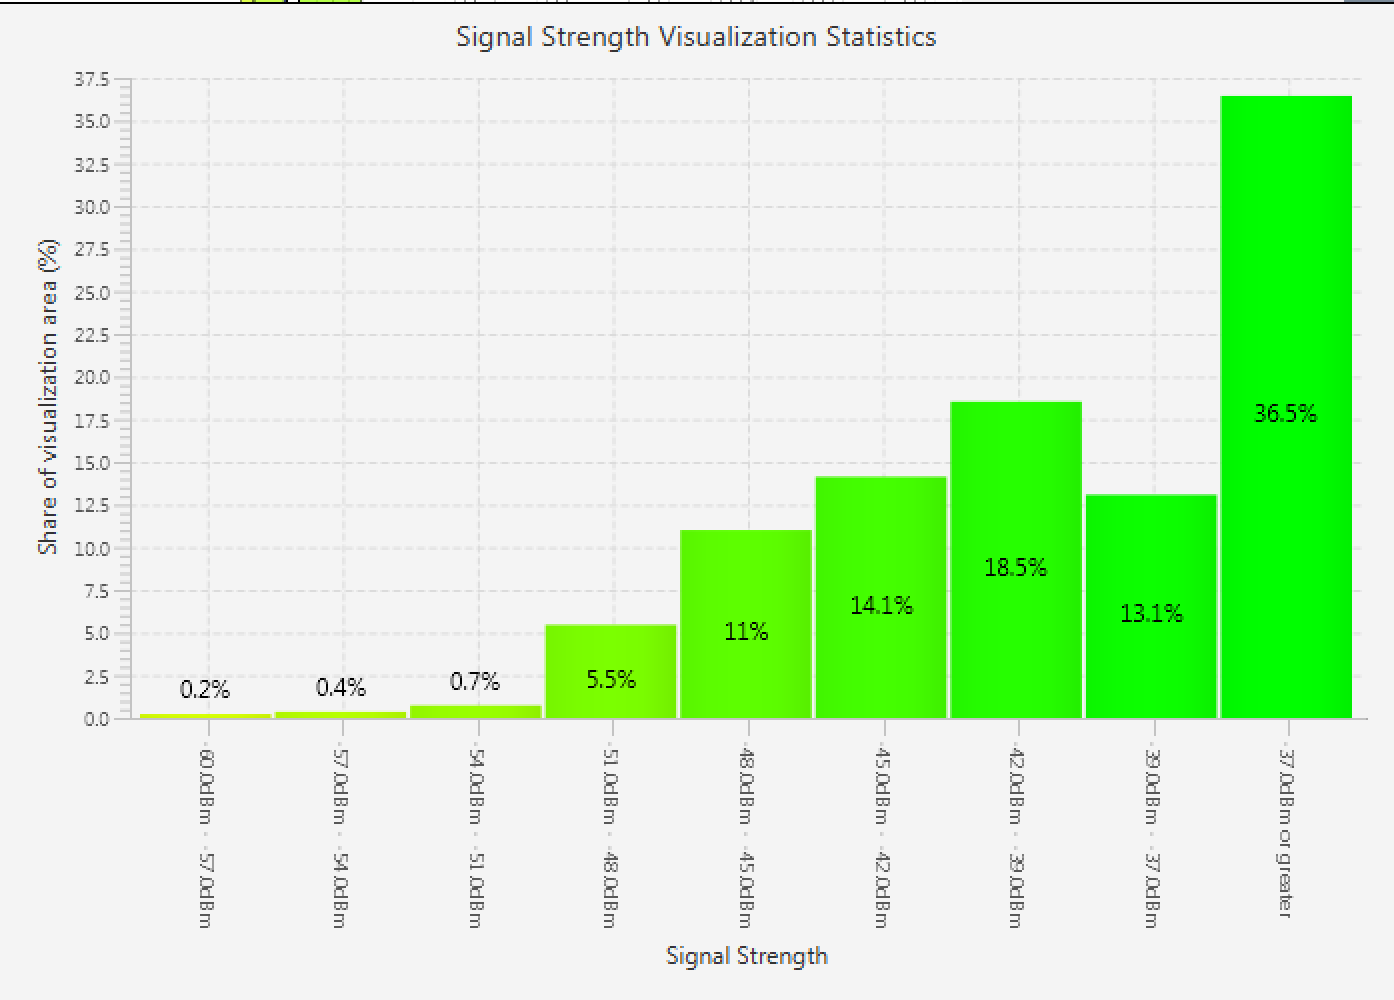 Signal Strength Visualization Statistics
Share of visualization area (%)
37.5
35.0
32.5
30.0
27.5
25.0
22.5
20.0
17.5
15.0
12.5
10.0
7.5
5.0
2.5
0.0
0.2%
0.4%
0.7%
5.5%
11%
14.1%
18.5%
13.1%
36.5%
-60.0dBm - -57.0dBm
-57.0dBm - -54.0dBm
-54.0dBm - -51.0dBm
-51.0dBm - -48.0dBm
-48.0dBm - -45.0dBm
-45.0dBm - -42.0dBm
-42.0dBm - -39.0dBm
-39.0dBm - -37.0dBm
-37.0dBm or greater
Signal Strength